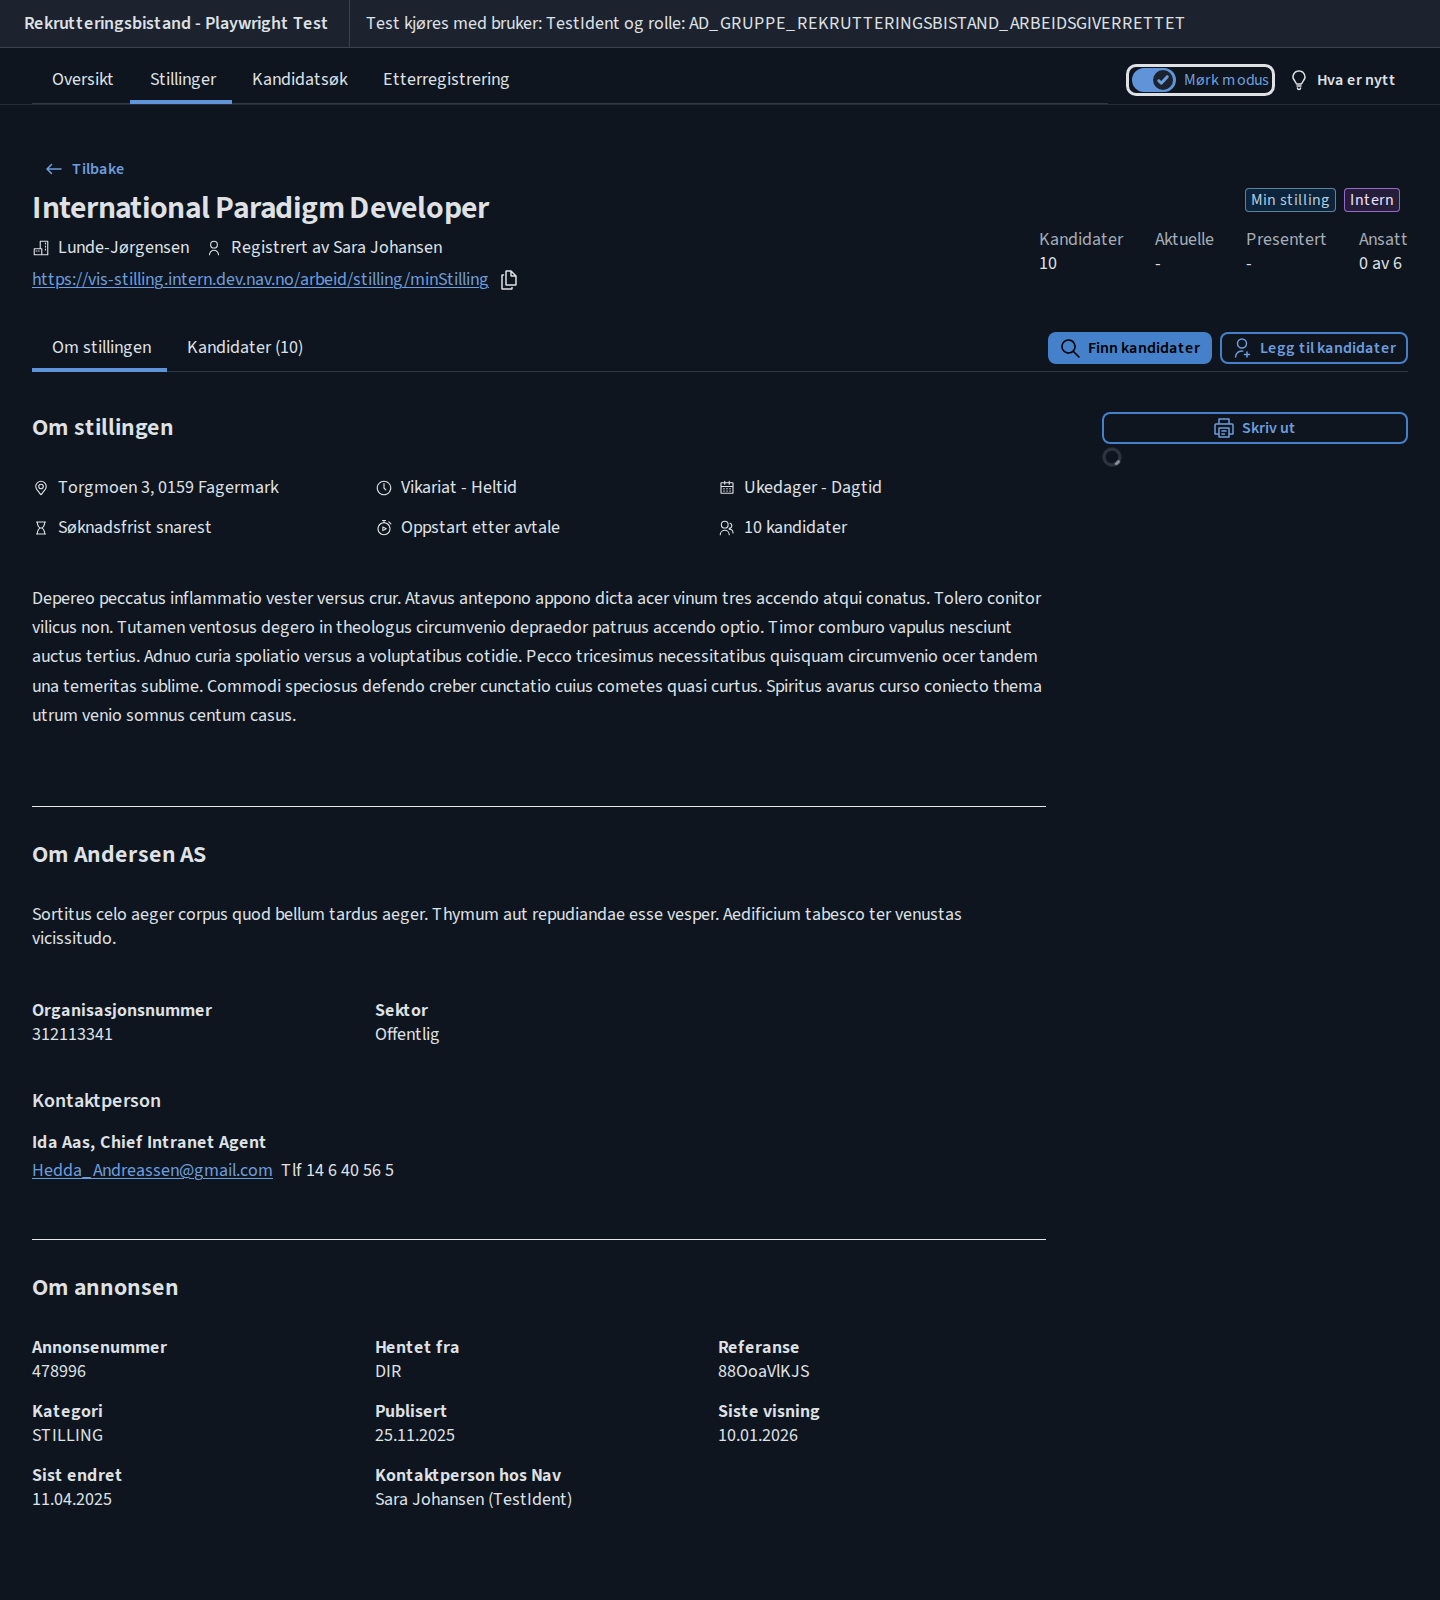 Rekrutteringsbistand - Playwright Test
Test kjøres med bruker: TestIdent og rolle: AD_GRUPPE_REKRUTTERINGSBISTAND_ARBEIDSGIVERRETTET
Oversikt
Stillinger
Kandidatsøk
Etterregistrering
Mørk modus
Hva er nytt
Tilbake
International Paradigm Developer
Min stilling
Intern
Lunde-Jørgensen
Registrert av Sara Johansen
https://vis-stilling.intern.dev.nav.no/arbeid/stilling/minStilling
Kandidater
10
Aktuelle
-
Presentert
-
Ansatt
0 av 6
Om stillingen
Kandidater (10)
Finn kandidater
Legg til kandidater
Om stillingen
Skriv ut
Torgmoen 3, 0159 Fagermark
Vikariat - Heltid
Ukedager - Dagtid
Søknadsfrist snarest
Oppstart etter avtale
10 kandidater
Depereo peccatus inflammatio vester versus crur. Atavus antepono appono dicta acer vinum tres accendo atqui conatus. Tolero conitor
vilicus non. Tutamen ventosus degero in theologus circumvenio depraedor patruus accendo optio. Timor comburo vapulus nesciunt
auctus tertius. Adnuo curia spoliatio versus a voluptatibus cotidie. Pecco tricesimus necessitatibus quisquam circumvenio ocer tandem
una temeritas sublime. Commodi speciosus defendo creber cunctatio cuius cometes quasi curtus. Spiritus avarus curso coniecto thema
utrum venio somnus centum casus.
Om Andersen AS
Sortitus celo aeger corpus quod bellum tardus aeger. Thymum aut repudiandae esse vesper. Aedificium tabesco ter venustas
vicissitudo.
Organisasjonsnummer
312113341
Sektor
Offentlig
Kontaktperson
Ida Aas, Chief Intranet Agent
Hedda_Andreassen@gmail.com Tlf 14 6 40 56 5
Om annonsen
Annonsenummer
478996
Hentet fra
DIR
Referanse
88OoaVlKJS
Kategori
STILLING
Publisert
25.11.2025
Siste visning
10.01.2026
Sist endret
11.04.2025
Kontaktperson hos Nav
Sara Johansen (TestIdent)